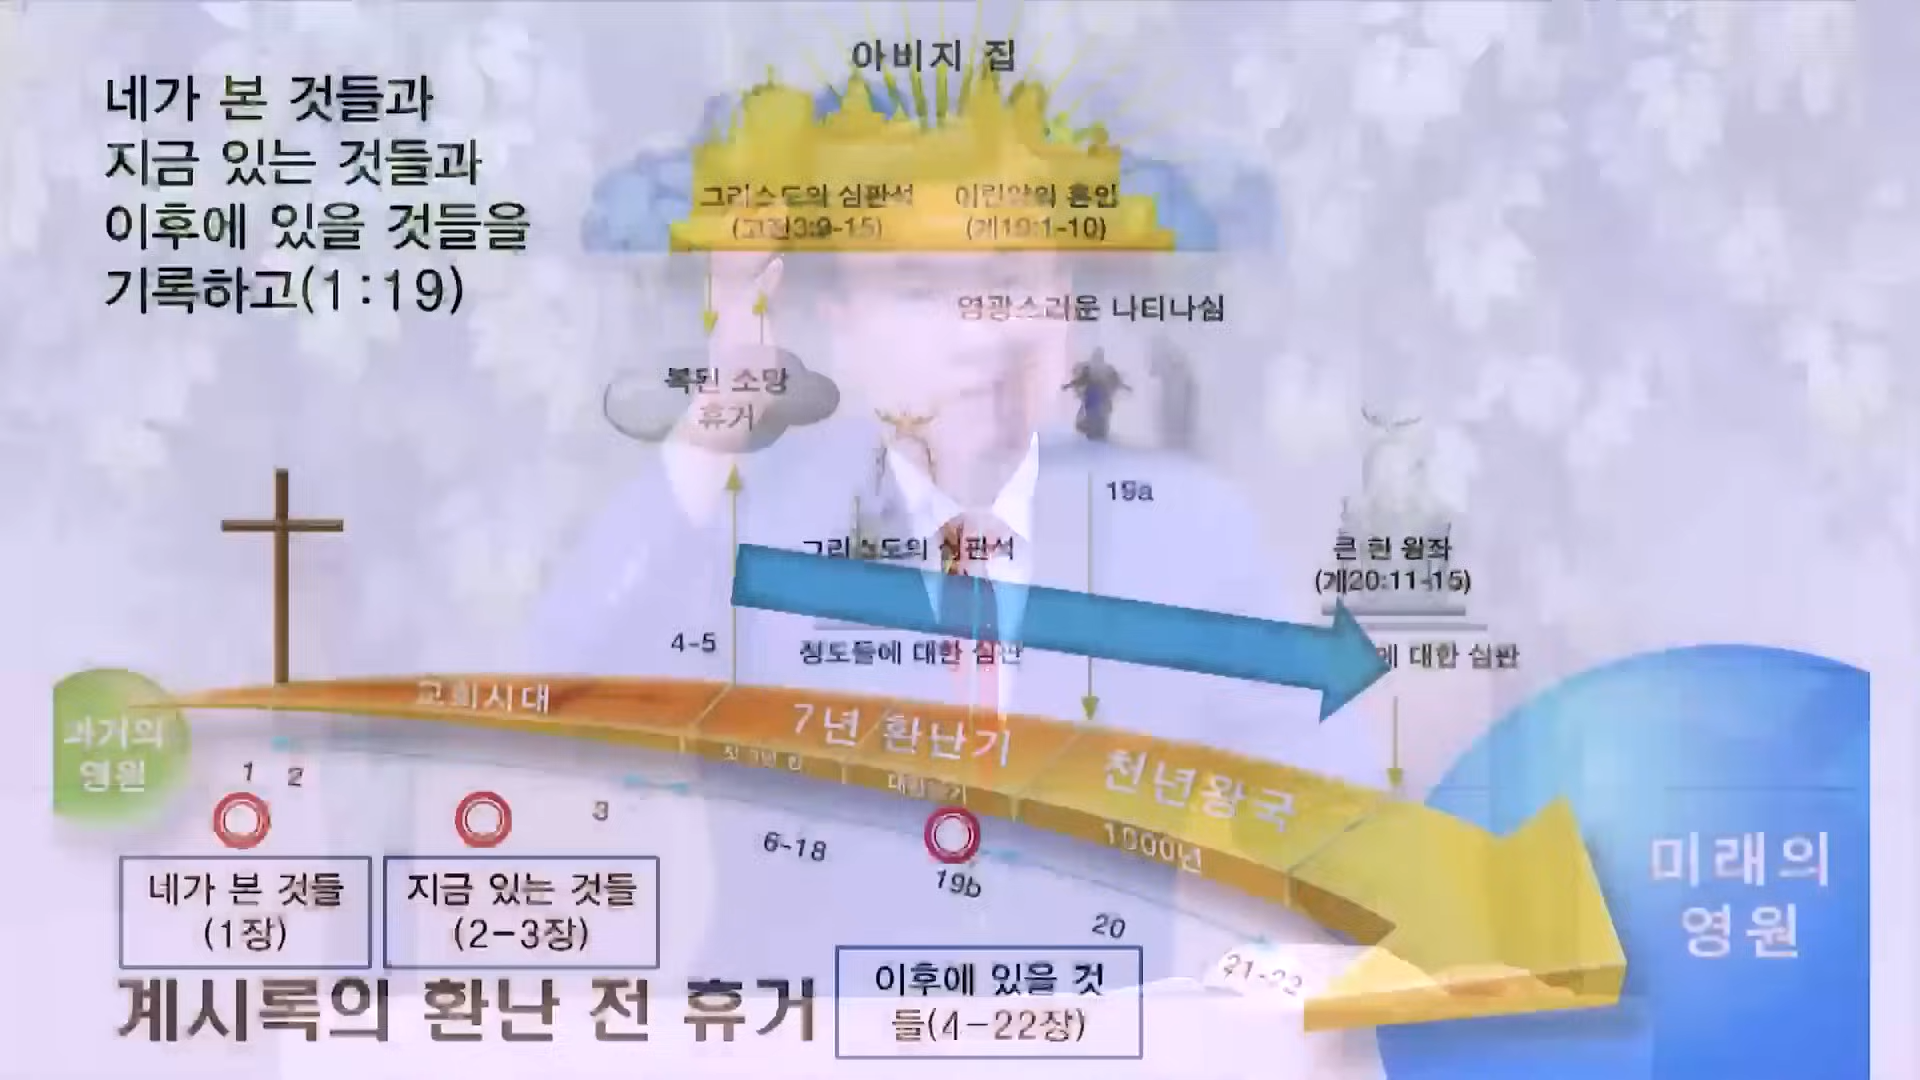 아버지 집
네가 본 것들과
지금 있는 것들과
이후에 있을 것들을
기록하고(1:19)
그리스도의 심판석
(고전3:9-15)
어린양의 혼인
(계19:1-10)
영광스러운 나타나심
복된 소망
휴거
19a
그리스도의 심판석
큰 흰 왕좌
(계20:11-15)
4-5
성도들에 대한 심판
에 대한 심판
교회시대
7년 환난기
천년왕국
1000년
과거의
영원
1
2
3
6-18
19b
20
21-22
미래의
영원
네가 본 것들
(1장)
지금 있는 것들
(2-3장)
이후에 있을 것
들(4-22장)
계시록의 환난 전 휴거